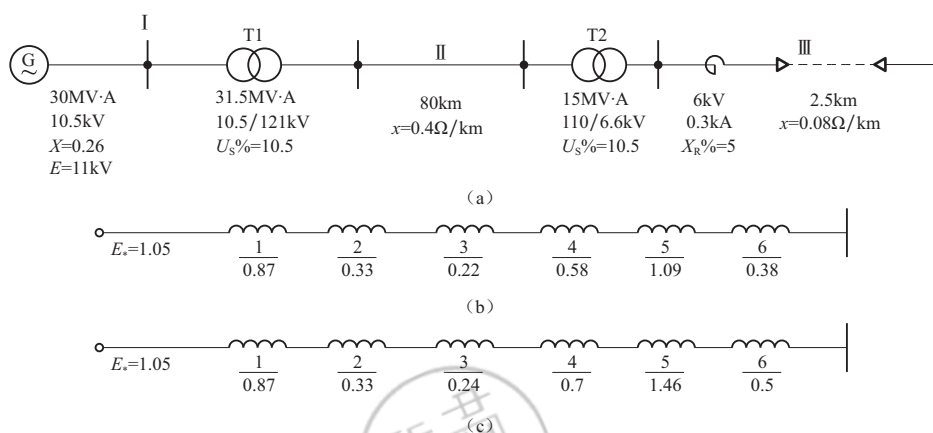 Ⅰ
G
~
T1
Ⅱ
T2
Ⅲ
30MV·A
10.5kV
X=0.26
E=11kV
31.5MV·A
10.5/121kV
U_S%=10.5
80km
x=0.4Ω/km
15MV·A
110/6.6kV
U_S%=10.5
6kV
0.3kA
X_R%=5
2.5km
x=0.08Ω/km
(a)
E*=1.05
1 2 3 4 5 6
0.87 0.33 0.22 0.58 1.09 0.38
(b)
E*=1.05
1 2 3 4 5 6
0.87 0.33 0.24 0.7 1.46 0.5
(c)